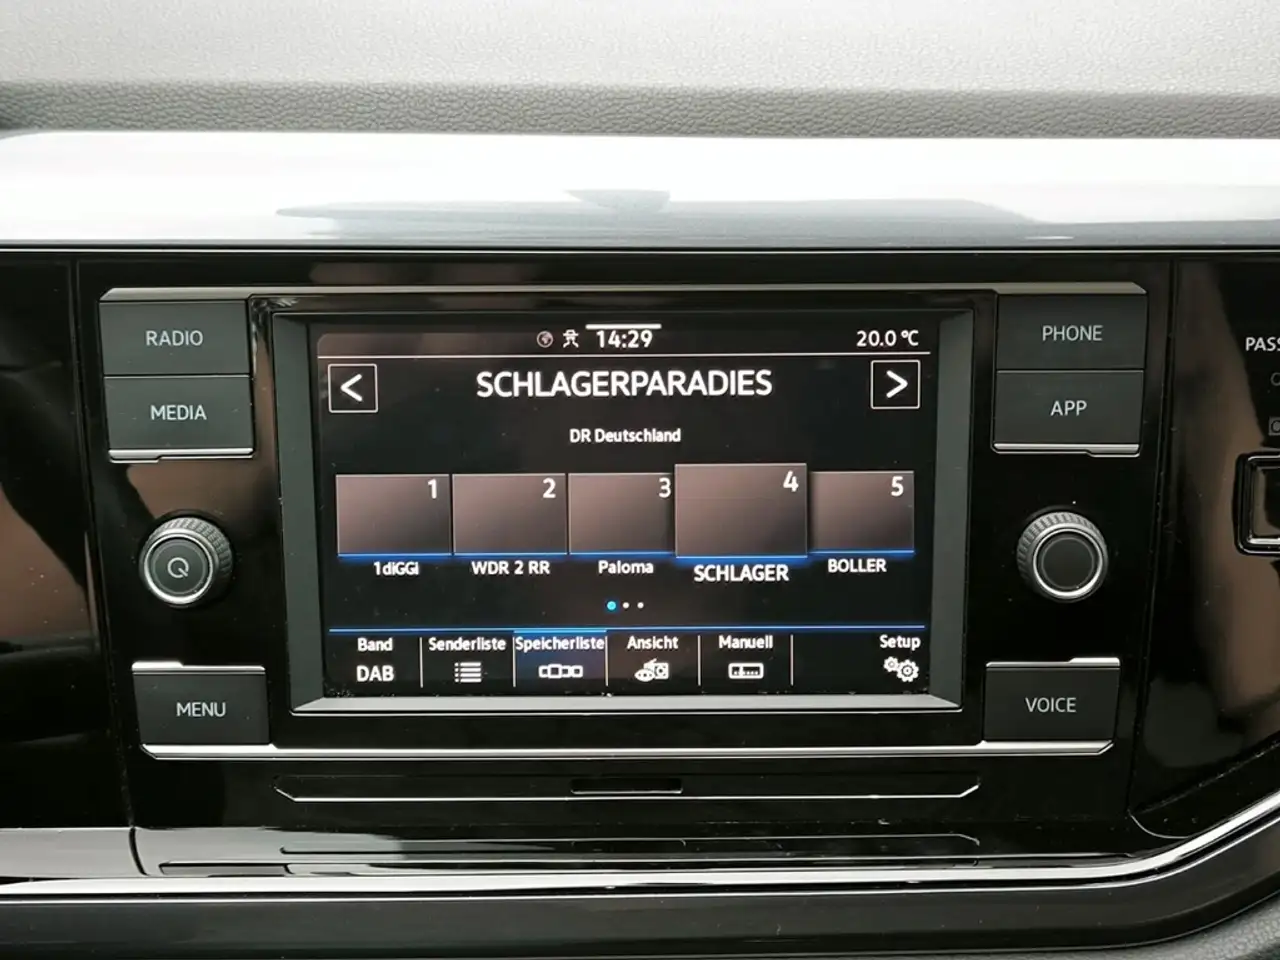 RADIO
MEDIA
MENU
PHONE
APP
VOICE
14:29
20.0 °C
< SCHLAGERPARADIES >
DR Deutschland
1 2 3 4 5
1diGGi WDR 2 RR Paloma SCHLAGER BOLLER
Band Senderliste Speicherliste Ansicht Manuell Setup
DAB
PASS